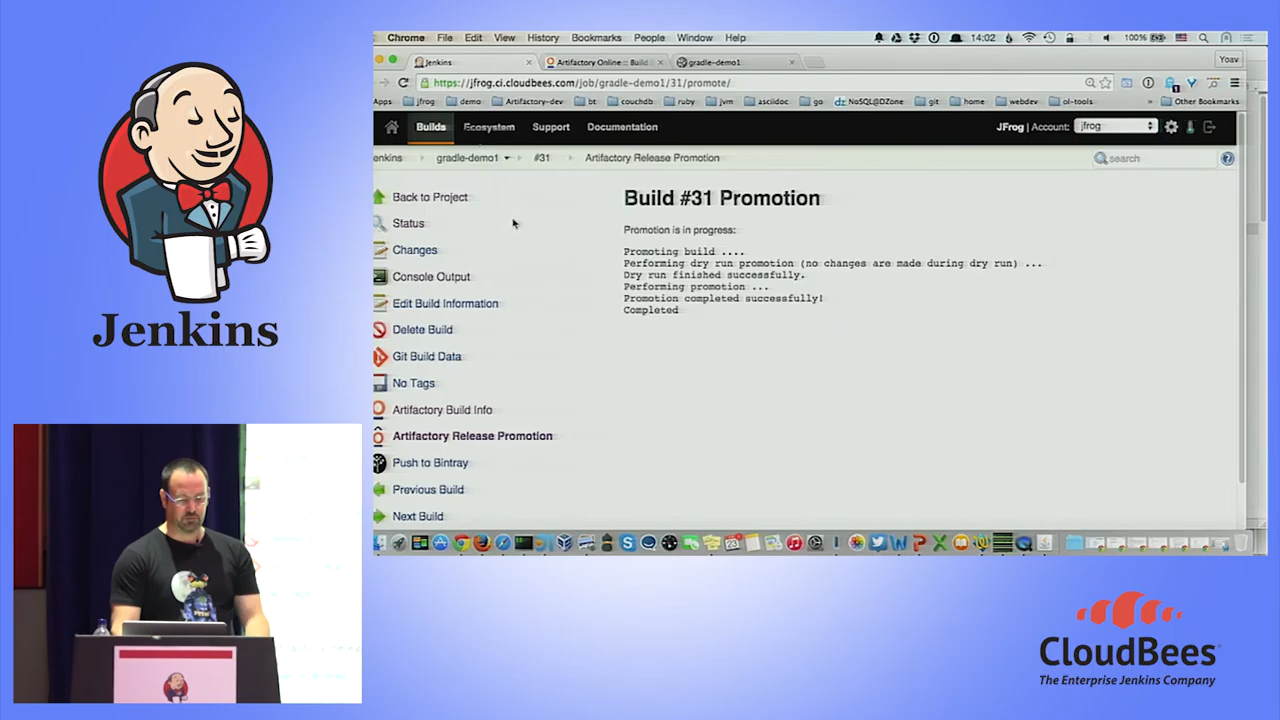 Jenkins
Chrome File Edit View History Bookmarks People Window Help
14:02 100%
Jenkins
Artifactory Online :: Build
gradle-demo1
Yoav
https://jfrog.ci.cloudbees.com/job/gradle-demo1/31/promote/
Apps jfrog demo Artifactory-dev bt couchdb ruby jvm asciidoc go dz NoSQL@DZone git home webdev ol-tools » Other Bookmarks
Builds Ecosystem Support Documentation
JFrog | Account: jfrog
enkins gradle-demo1 #31 Artifactory Release Promotion
search
Back to Project
Status
Changes
Console Output
Edit Build Information
Delete Build
Git Build Data
No Tags
Artifactory Build Info
Artifactory Release Promotion
Push to Bintray
Previous Build
Next Build
Build #31 Promotion
Promotion is in progress:
Promoting build ....
Performing dry run promotion (no changes are made during dry run) ...
Dry run finished successfully.
Performing promotion ...
Promotion completed successfully!
Completed
CloudBees
The Enterprise Jenkins Company